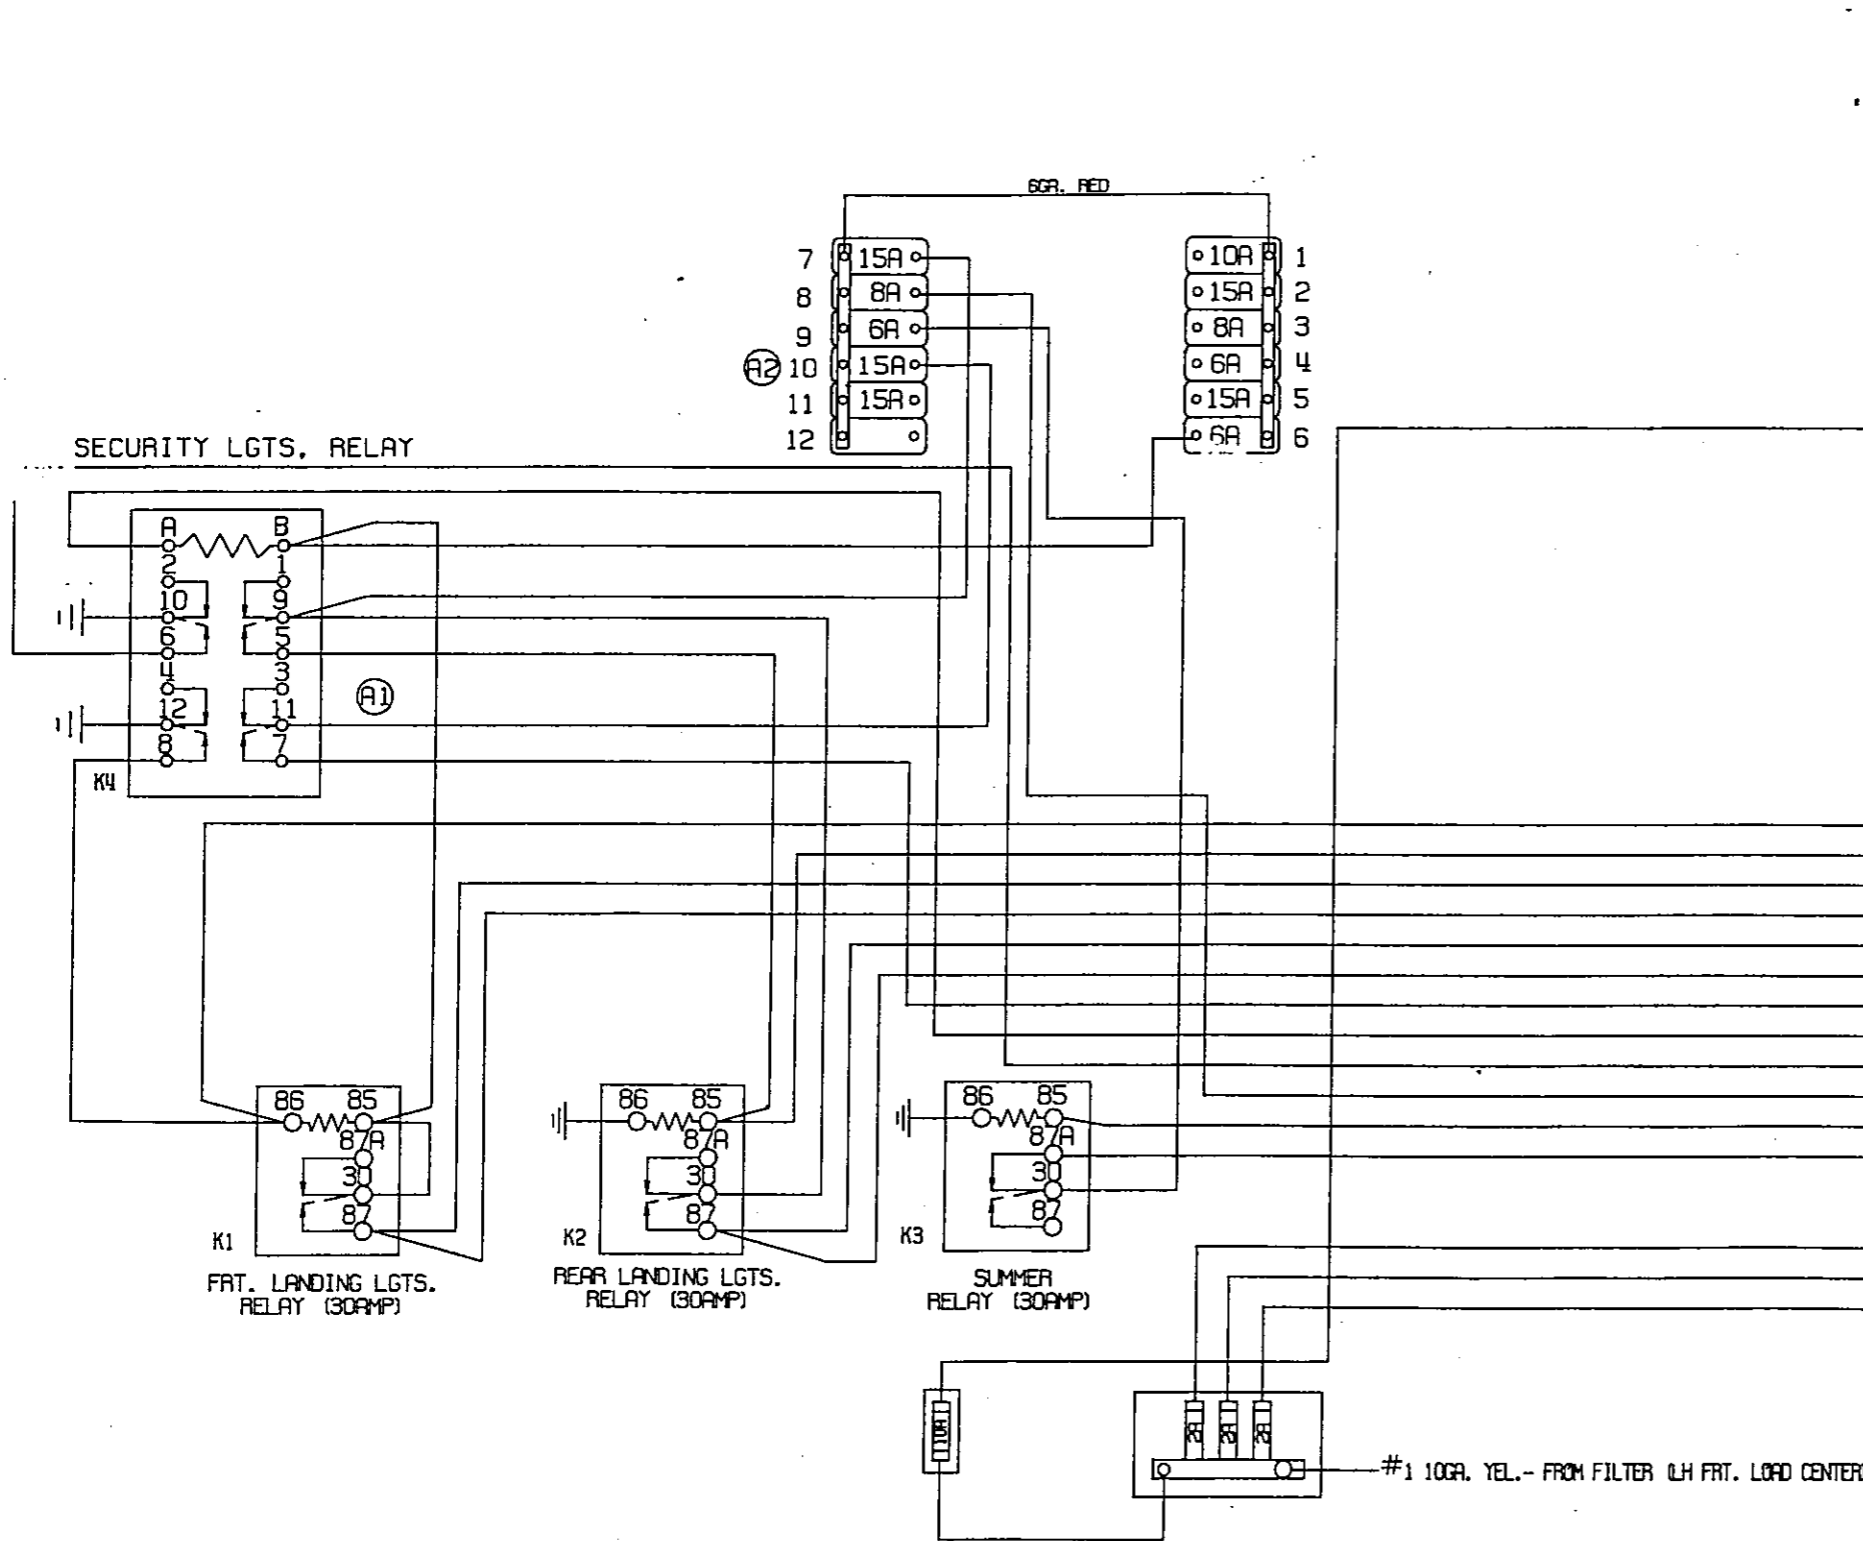 6GA. RED
7 15A
8 8A
9 6A
A2 10 15A
11 15A
12
10A 1
15A 2
8A 3
6A 4
15A 5
6A 6
SECURITY LGTS. RELAY
A B
2 1
10 9
6 5
4 3
12 11
8 7
A1
K4
86 85
87A
30
87
K1
FRT. LANDING LGTS.
RELAY (30AMP)
86 85
87A
30
87
K2
REAR LANDING LGTS.
RELAY (30AMP)
86 85
87A
30
87
K3
SUMMER
RELAY (30AMP)
10A
2A 2A 2A
#1 10GA. YEL.- FROM FILTER (LH FRT. LOAD CENTER